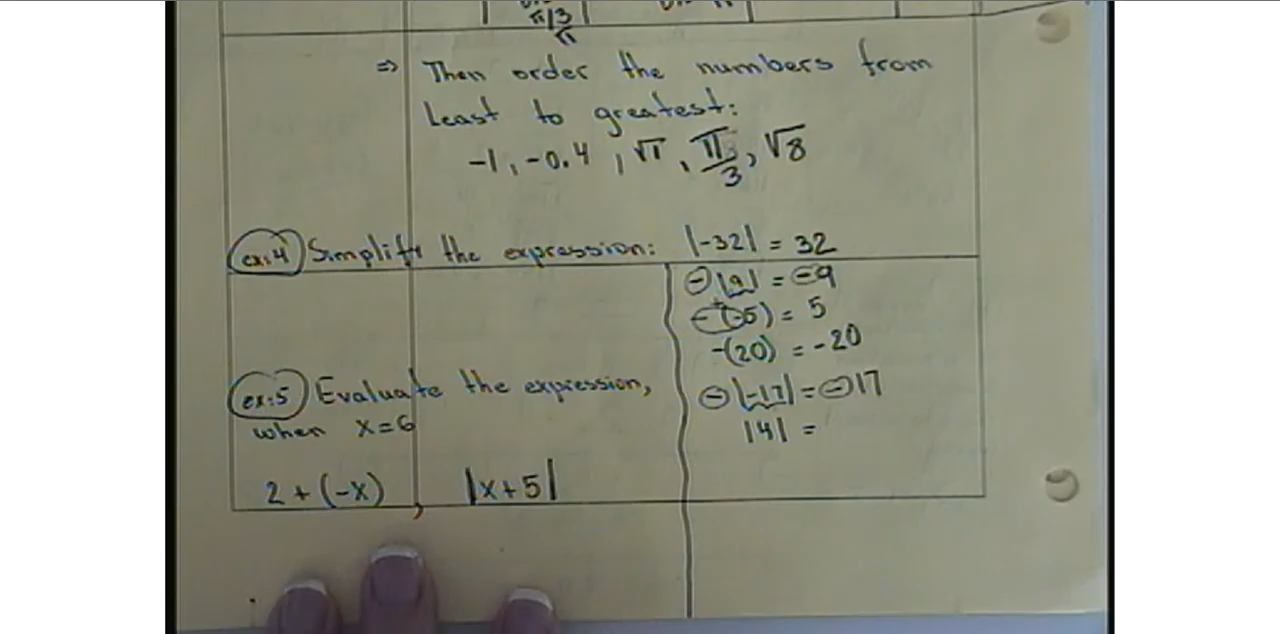 π/3
π
⇒ Then order the numbers from
Least to greatest:
-1, -0.4, √1, π/3, √8
ex:4 Simplify the expression: |-32| = 32
-|9| = -9
-(-5) = 5
-(20) = -20
ex:5 Evaluate the expression,
when x=6
-|-17| = -17
|4| =
2 + (-x), |x+5|